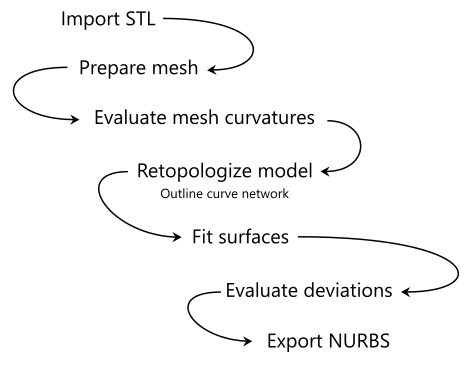 Import STL
Prepare mesh
Evaluate mesh curvatures
Retopologize model
Outline curve network
Fit surfaces
Evaluate deviations
Export NURBS